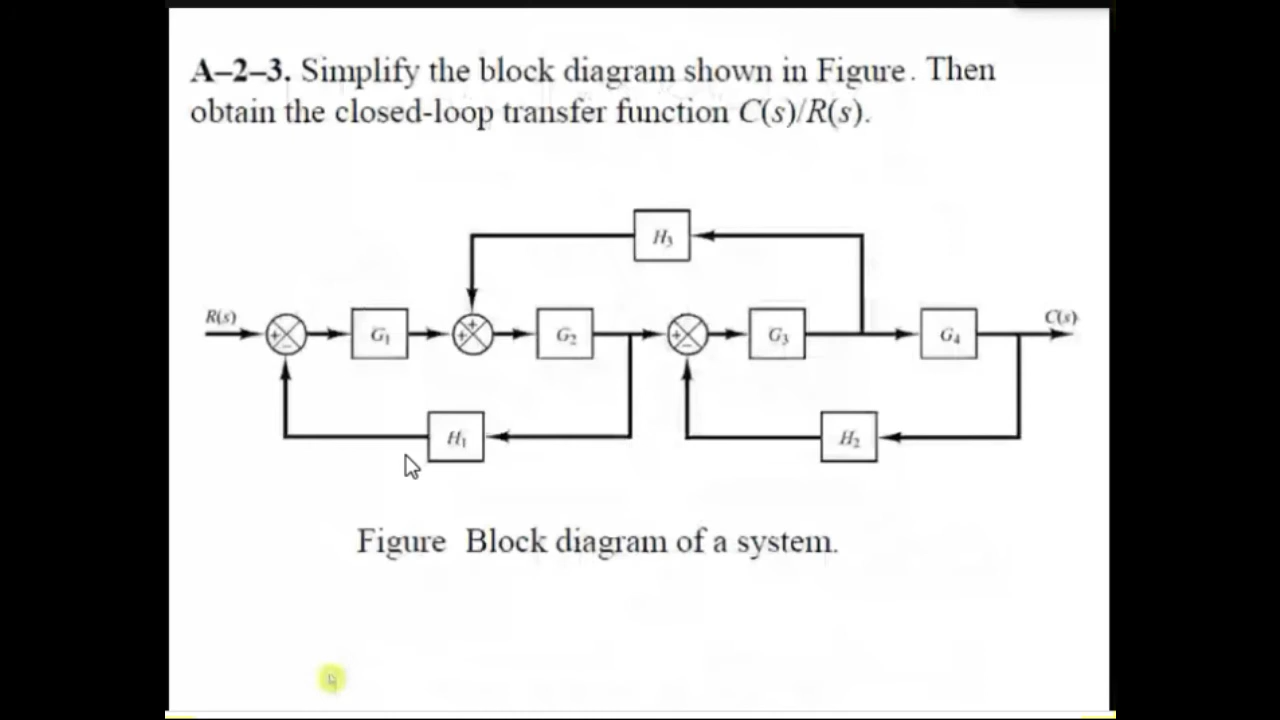 A–2–3. Simplify the block diagram shown in Figure. Then
obtain the closed-loop transfer function C(s)/R(s).
H₃
R(s)
+
−
G₁
+
+
G₂
+
−
G₃
G₄
C(s)
H₁
H₂
Figure Block diagram of a system.